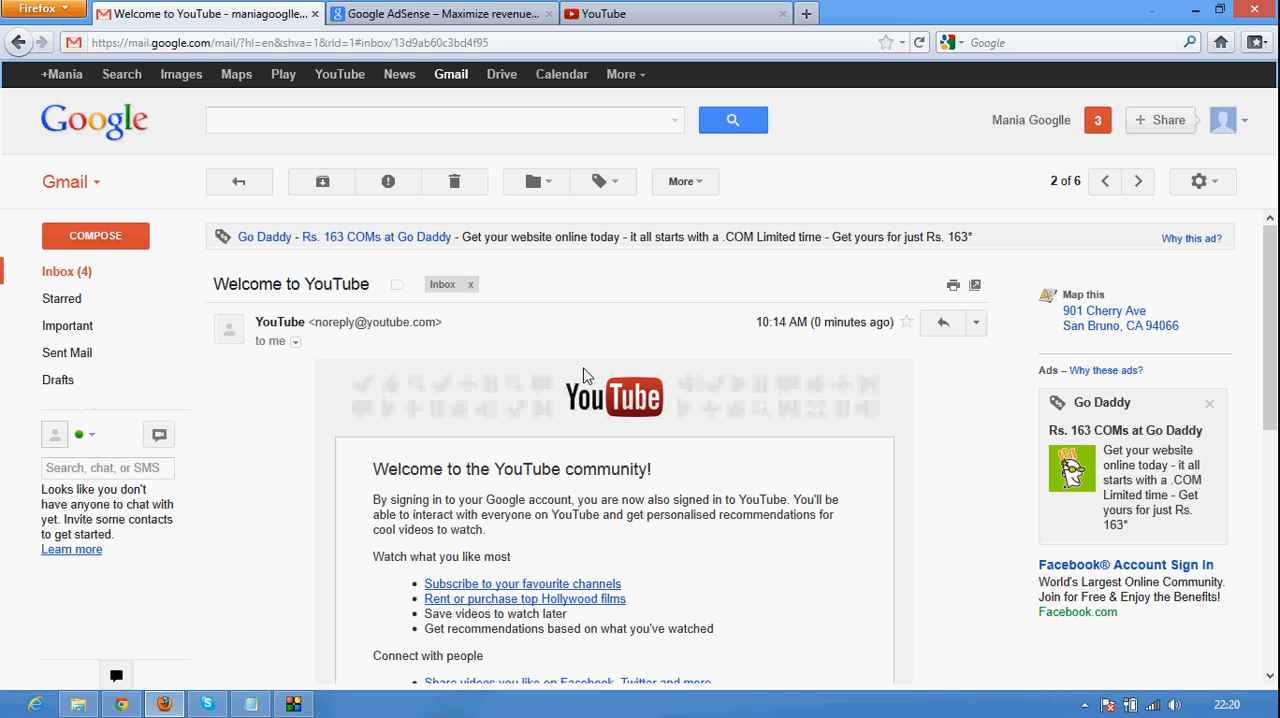 Firefox
Welcome to YouTube - maniagooglle... ×
Google AdSense – Maximize revenue... ×
YouTube ×
https://mail.google.com/mail/?hl=en&shva=1&rld=1#inbox/13d9ab60c3bd4f95
Google
+Mania Search Images Maps Play YouTube News Gmail Drive Calendar More
Google
Mania Googlle 3 + Share
Gmail
More
2 of 6
COMPOSE
Go Daddy - Rs. 163 COMs at Go Daddy - Get your website online today - it all starts with a .COM Limited time - Get yours for just Rs. 163*
Why this ad?
Inbox (4)
Starred
Important
Sent Mail
Drafts
Search, chat, or SMS
Looks like you don't
have anyone to chat with
yet. Invite some contacts
to get started.
Learn more
Welcome to YouTube
Inbox x
YouTube <noreply@youtube.com>
10:14 AM (0 minutes ago)
to me
YouTube
Welcome to the YouTube community!
By signing in to your Google account, you are now also signed in to YouTube. You'll
be able to interact with everyone on YouTube and get personalised recommendations for
cool videos to watch.
Watch what you like most
Subscribe to your favourite channels
Rent or purchase top Hollywood films
Save videos to watch later
Get recommendations based on what you've watched
Connect with people
Share videos you like on Facebook, Twitter and more
Map this
901 Cherry Ave
San Bruno, CA 94066
Ads – Why these ads?
Go Daddy
Rs. 163 COMs at Go Daddy
Get your website
online today - it all
starts with a .COM
Limited time - Get
yours for just Rs.
163*
Facebook® Account Sign In
World's Largest Online Community.
Join for Free & Enjoy the Benefits!
Facebook.com
22:20